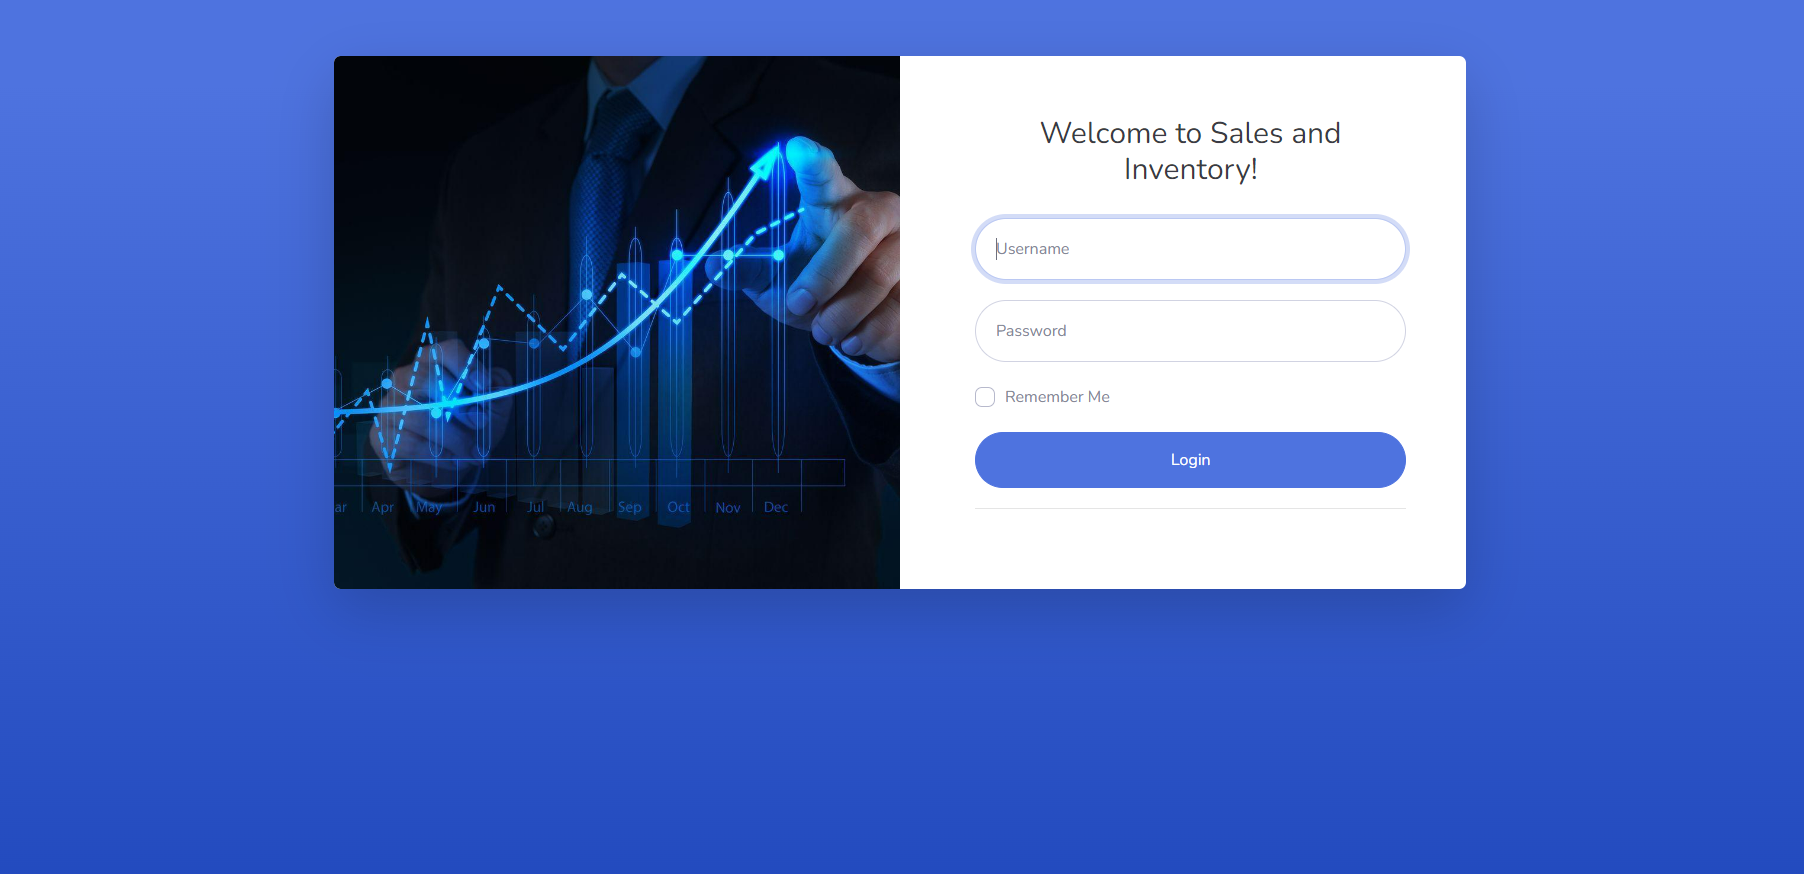 Welcome to Sales and
Inventory!
Username
Password
Remember Me
Login
ar Apr May Jun Jul Aug Sep Oct Nov Dec